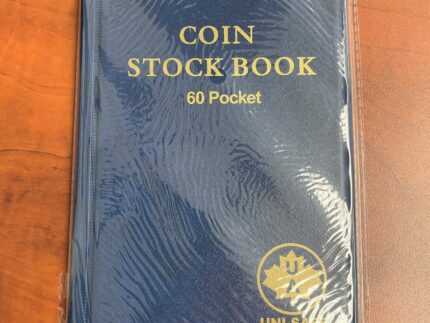 COIN
STOCK BOOK
60 Pocket
U